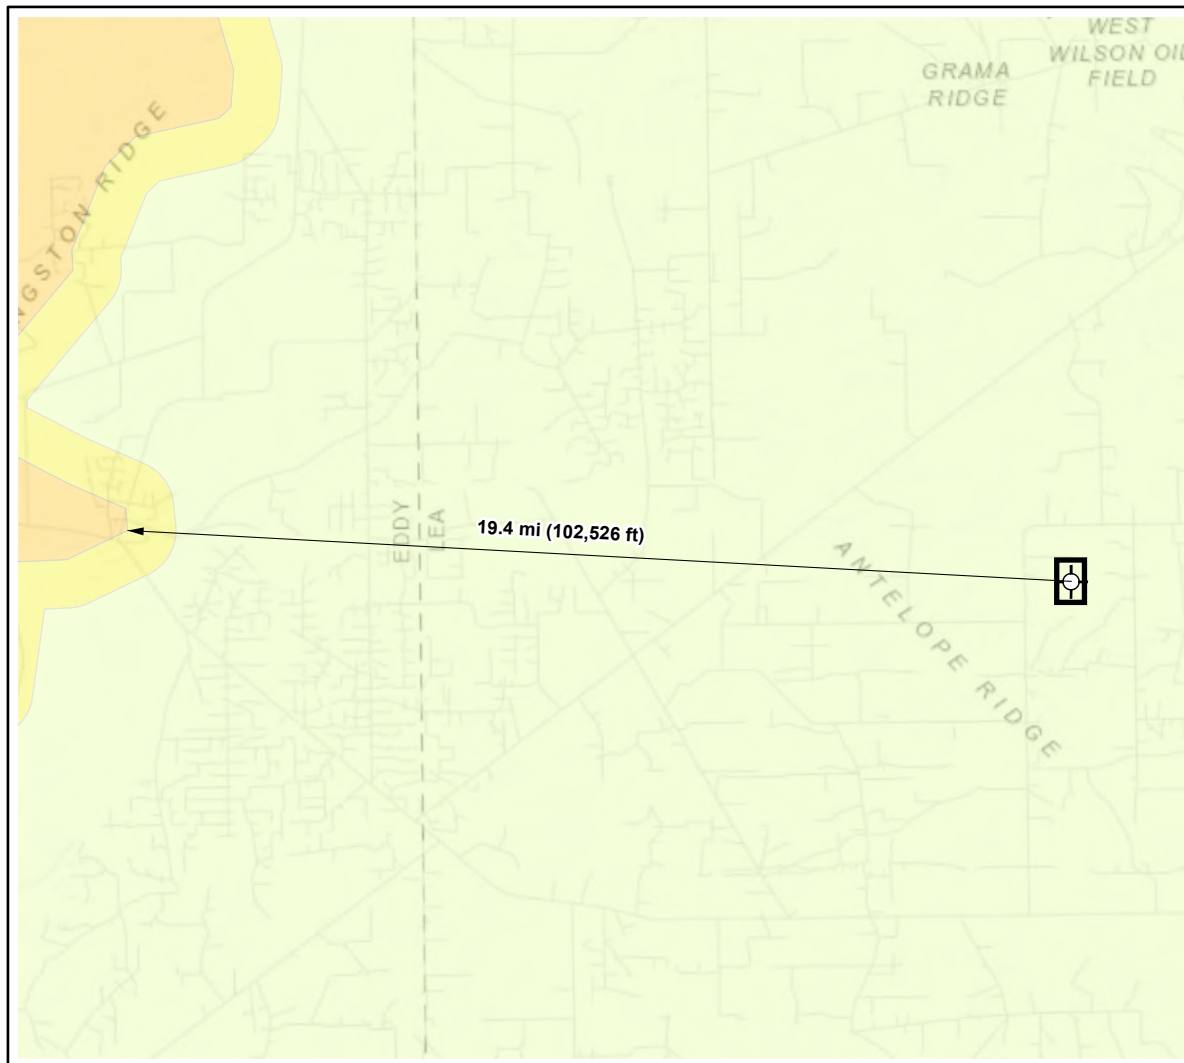 WEST
WILSON OIL
FIELD
GRAMA
RIDGE
NGSTON RIDGE
EDDY
LEA
19.4 mi (102,526 ft)
ANTELOPE RIDGE